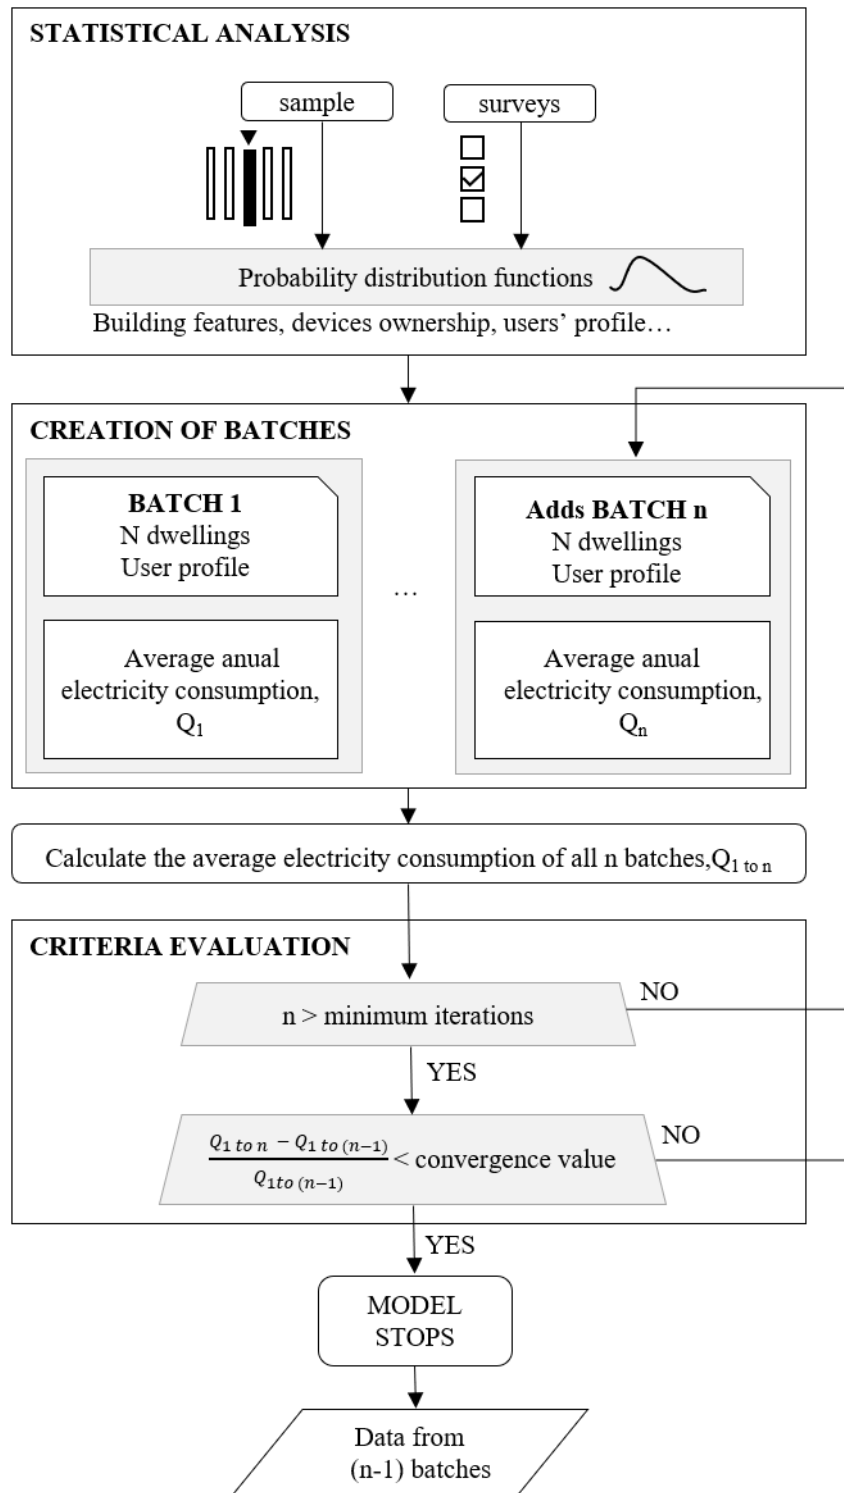 STATISTICAL ANALYSIS
sample
surveys
Probability distribution functions
Building features, devices ownership, users’ profile…
CREATION OF BATCHES
BATCH 1
N dwellings
User profile
Average anual
electricity consumption,
Q1
…
Adds BATCH n
N dwellings
User profile
Average anual
electricity consumption,
Qn
Calculate the average electricity consumption of all n batches,Q1 to n
CRITERIA EVALUATION
n > minimum iterations
NO
YES
Q1 to n − Q1 to (n−1)
Q1to (n−1)
< convergence value
NO
YES
MODEL
STOPS
Data from
(n-1) batches